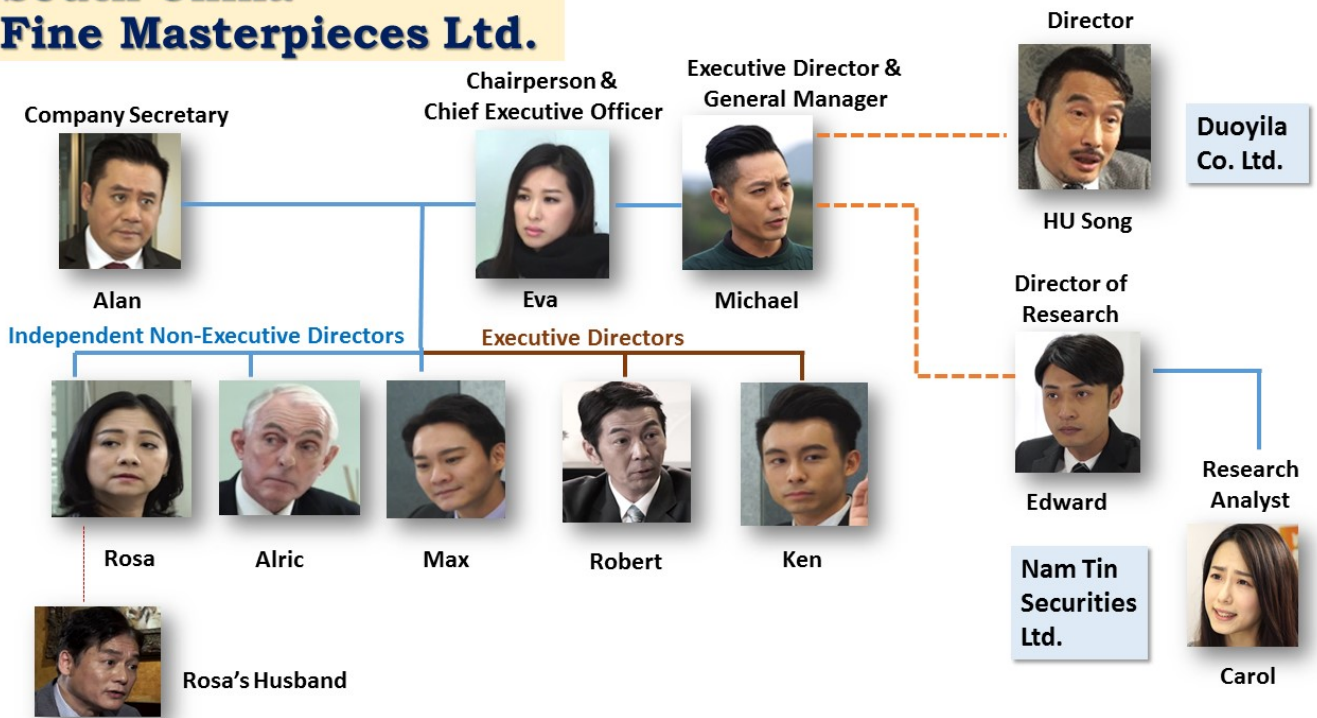 South China
Fine Masterpieces Ltd.
Director
Chairperson &
Chief Executive Officer
Executive Director &
General Manager
Company Secretary
Duoyila
Co. Ltd.
HU Song
Alan
Eva
Michael
Director of
Research
Independent Non-Executive Directors
Executive Directors
Edward
Research
Analyst
Rosa
Alric
Max
Robert
Ken
Nam Tin
Securities
Ltd.
Carol
Rosa's Husband